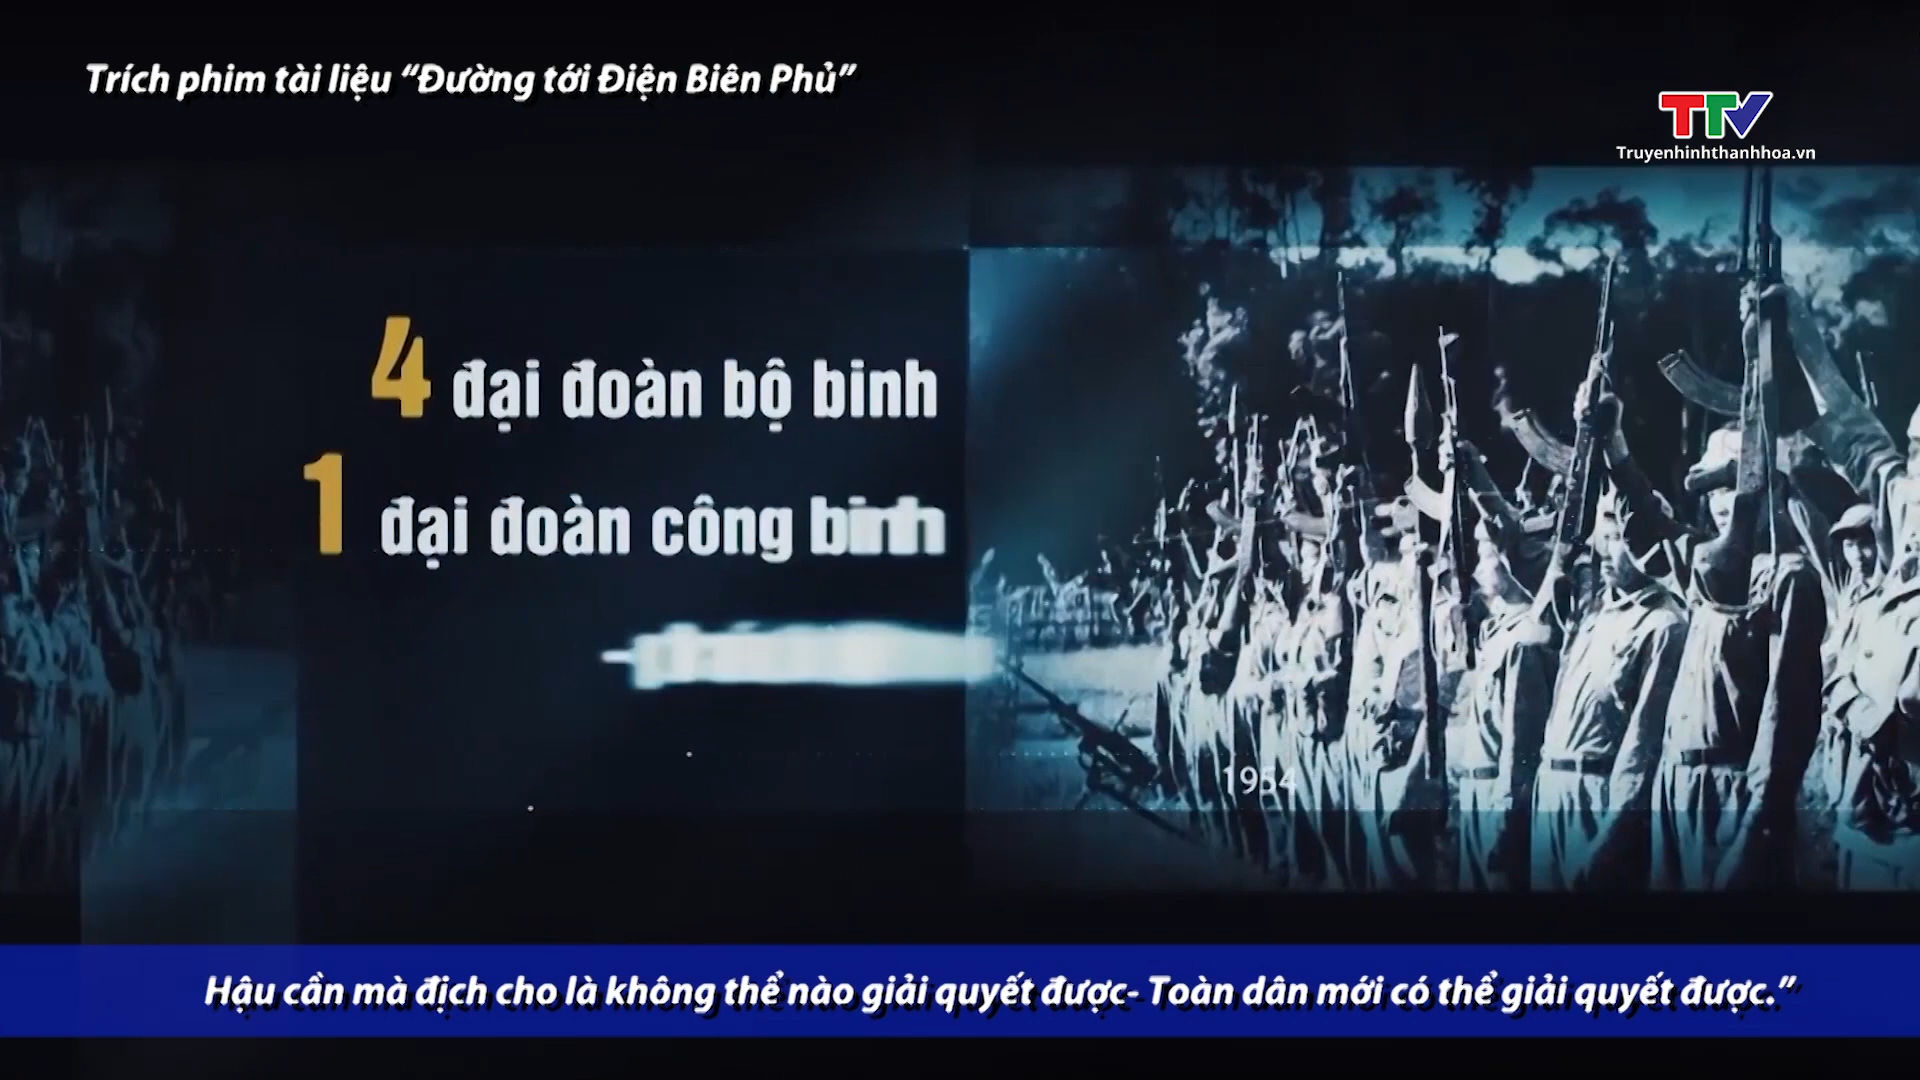 Trích phim tài liệu “Đường tới Điện Biên Phủ”
TTV
Truyenhinhthanhhoa.vn
4 đại đoàn bộ binh
1 đại đoàn công binh
1954
Hậu cần mà địch cho là không thể nào giải quyết được- Toàn dân mới có thể giải quyết được.”